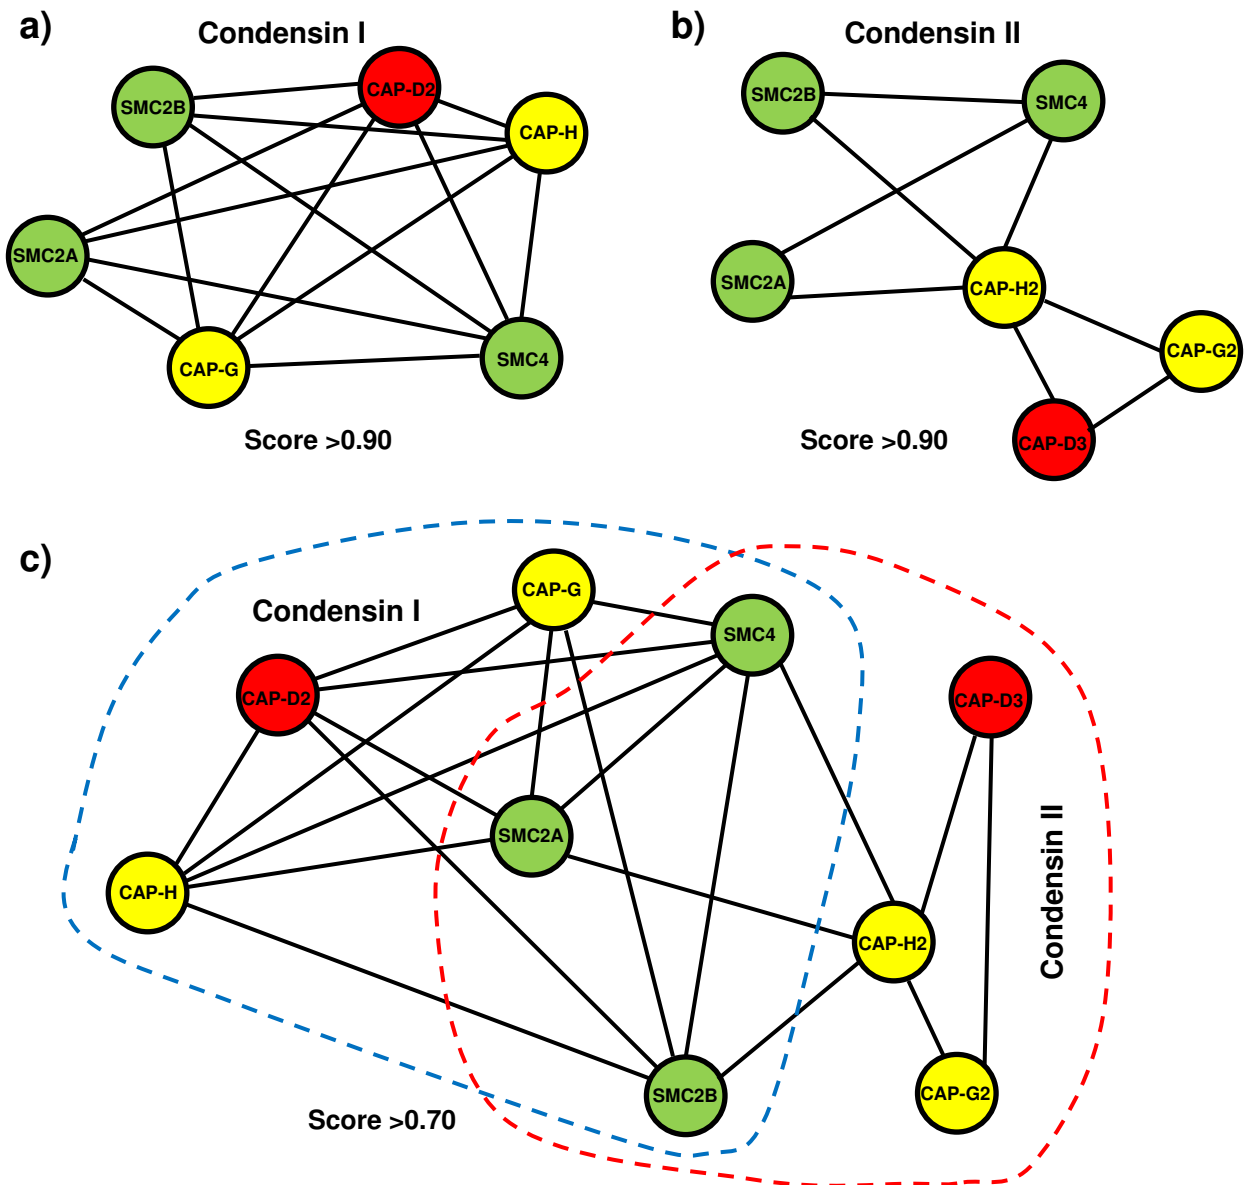 a)
Condensin I
SMC2B
CAP-D2
CAP-H
SMC2A
CAP-G
SMC4
Score >0.90
b)
Condensin II
SMC2B
SMC4
SMC2A
CAP-H2
CAP-G2
CAP-D3
Score >0.90
c)
Condensin I
CAP-G
SMC4
CAP-D2
CAP-D3
SMC2A
CAP-H
CAP-H2
Condensin II
SMC2B
CAP-G2
Score >0.70